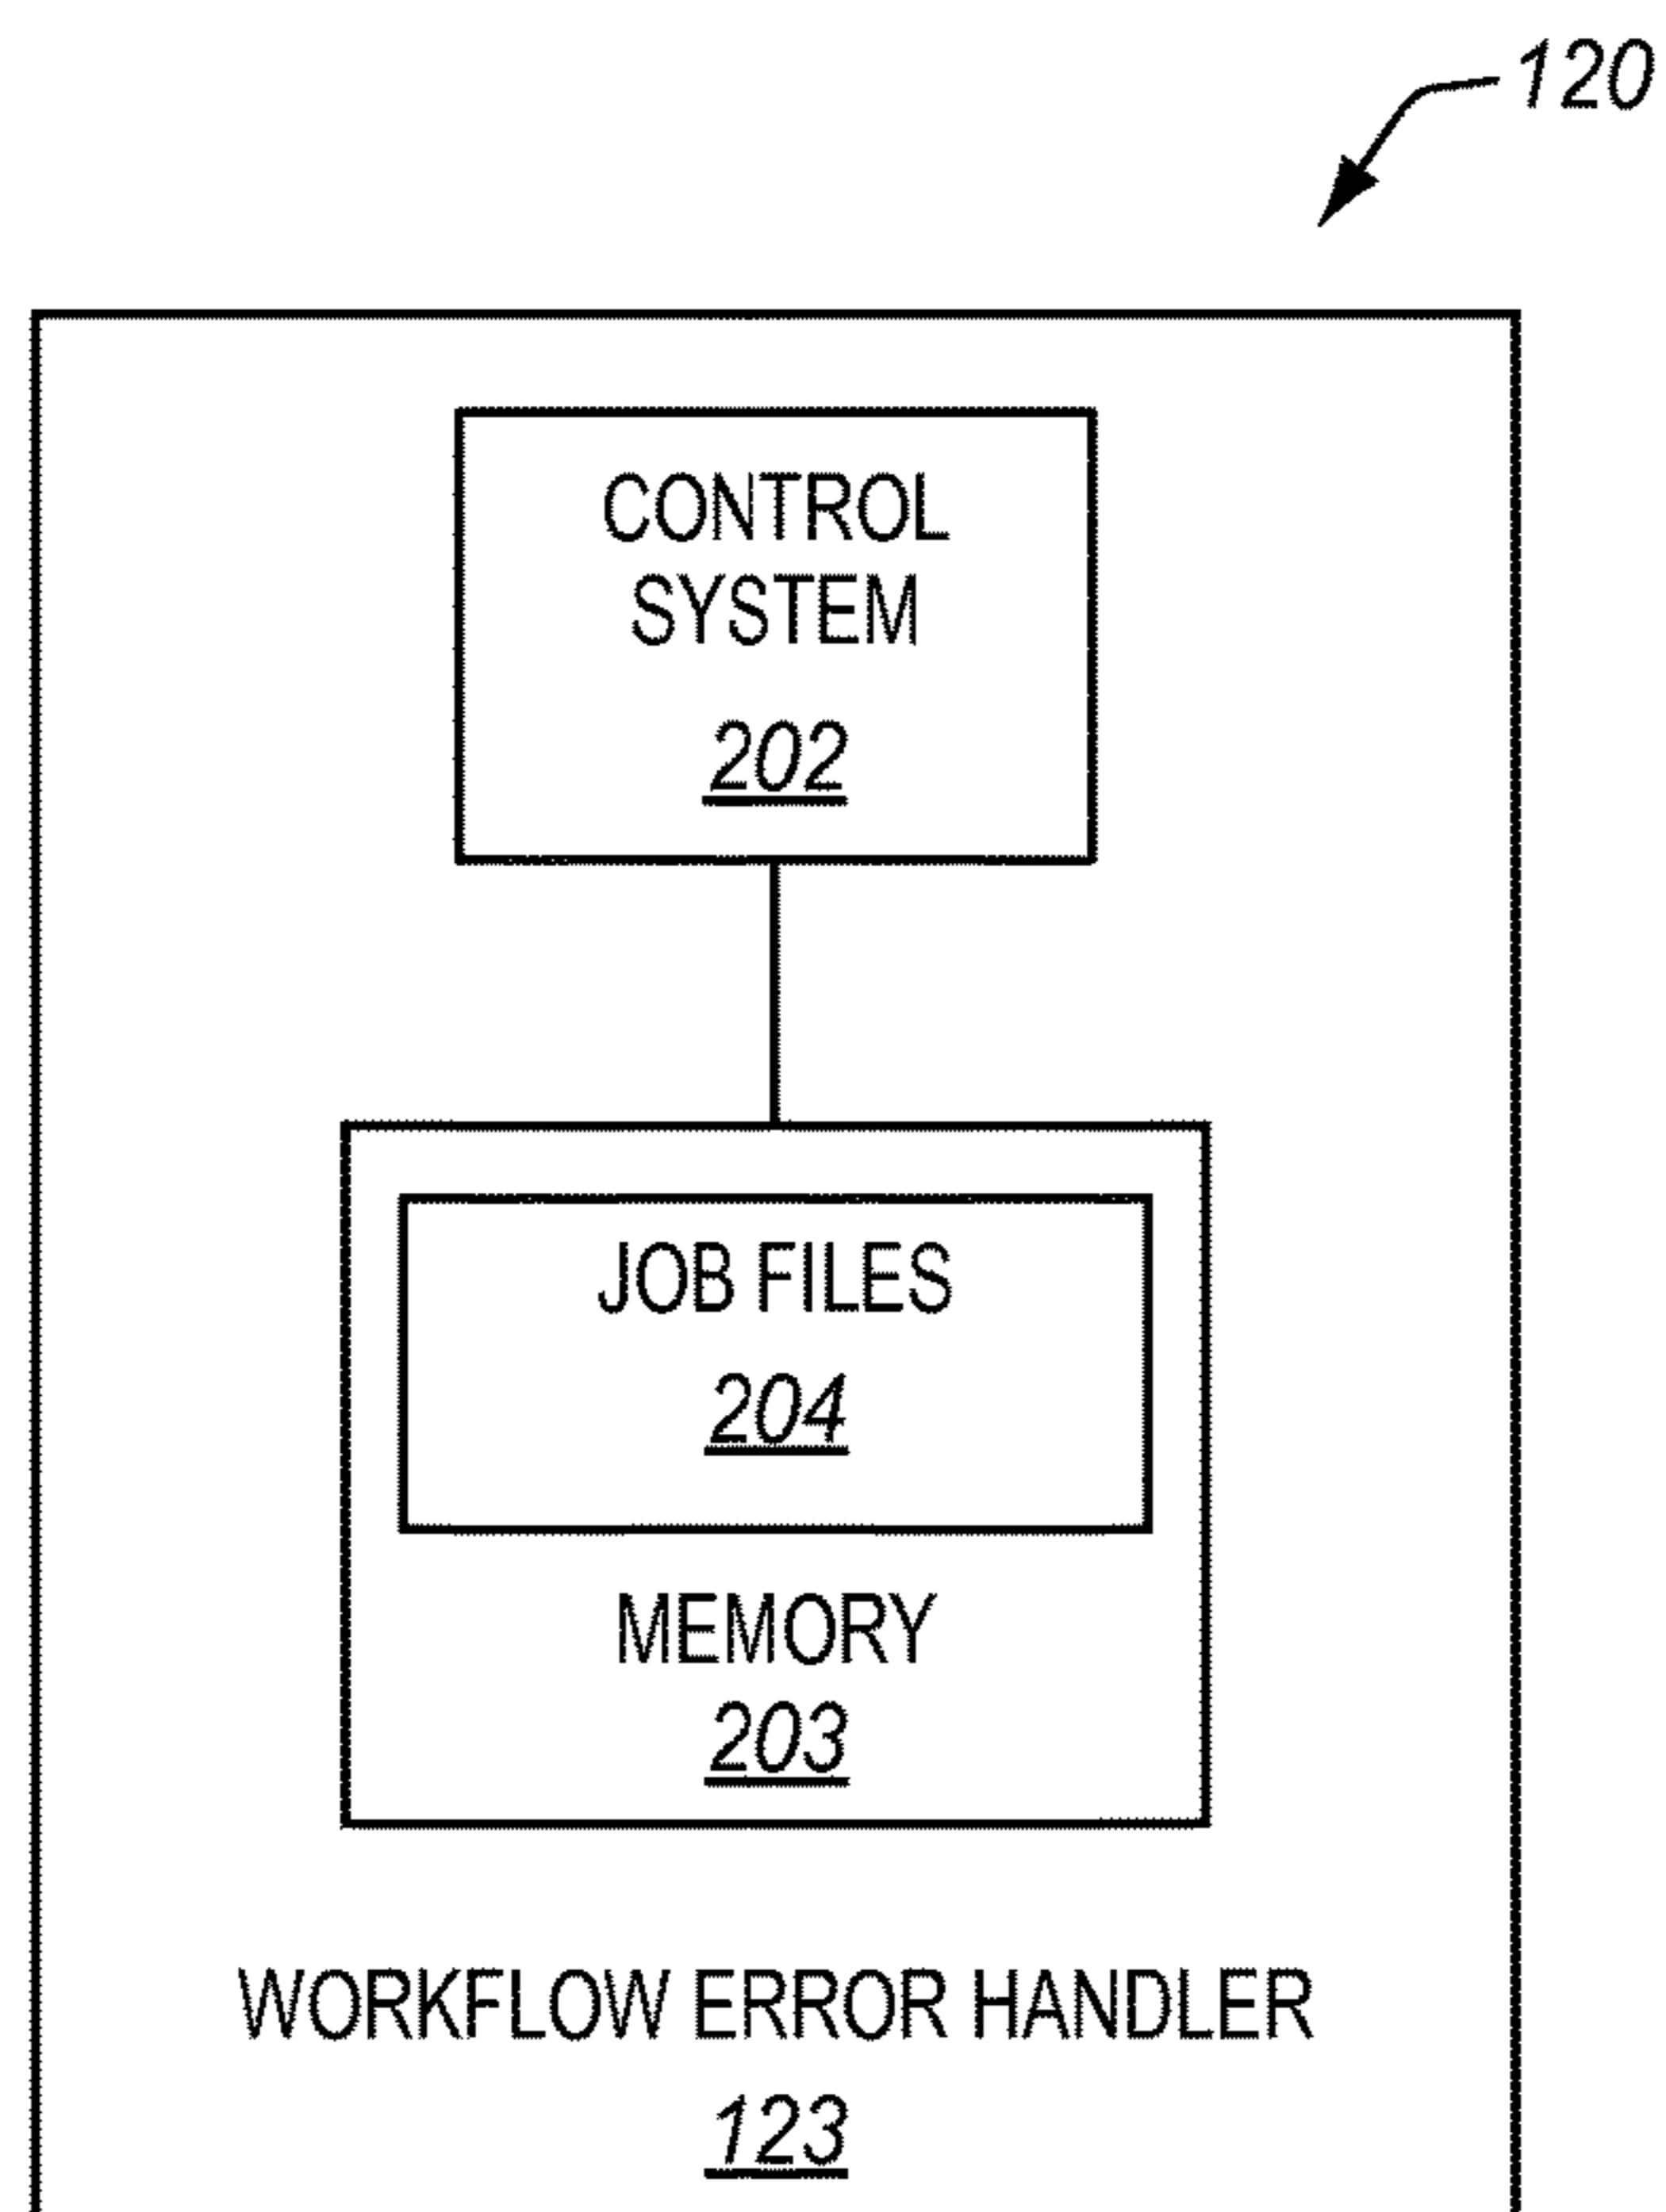 120
CONTROL
SYSTEM
202
JOB FILES
204
MEMORY
203
WORKFLOW ERROR HANDLER
123